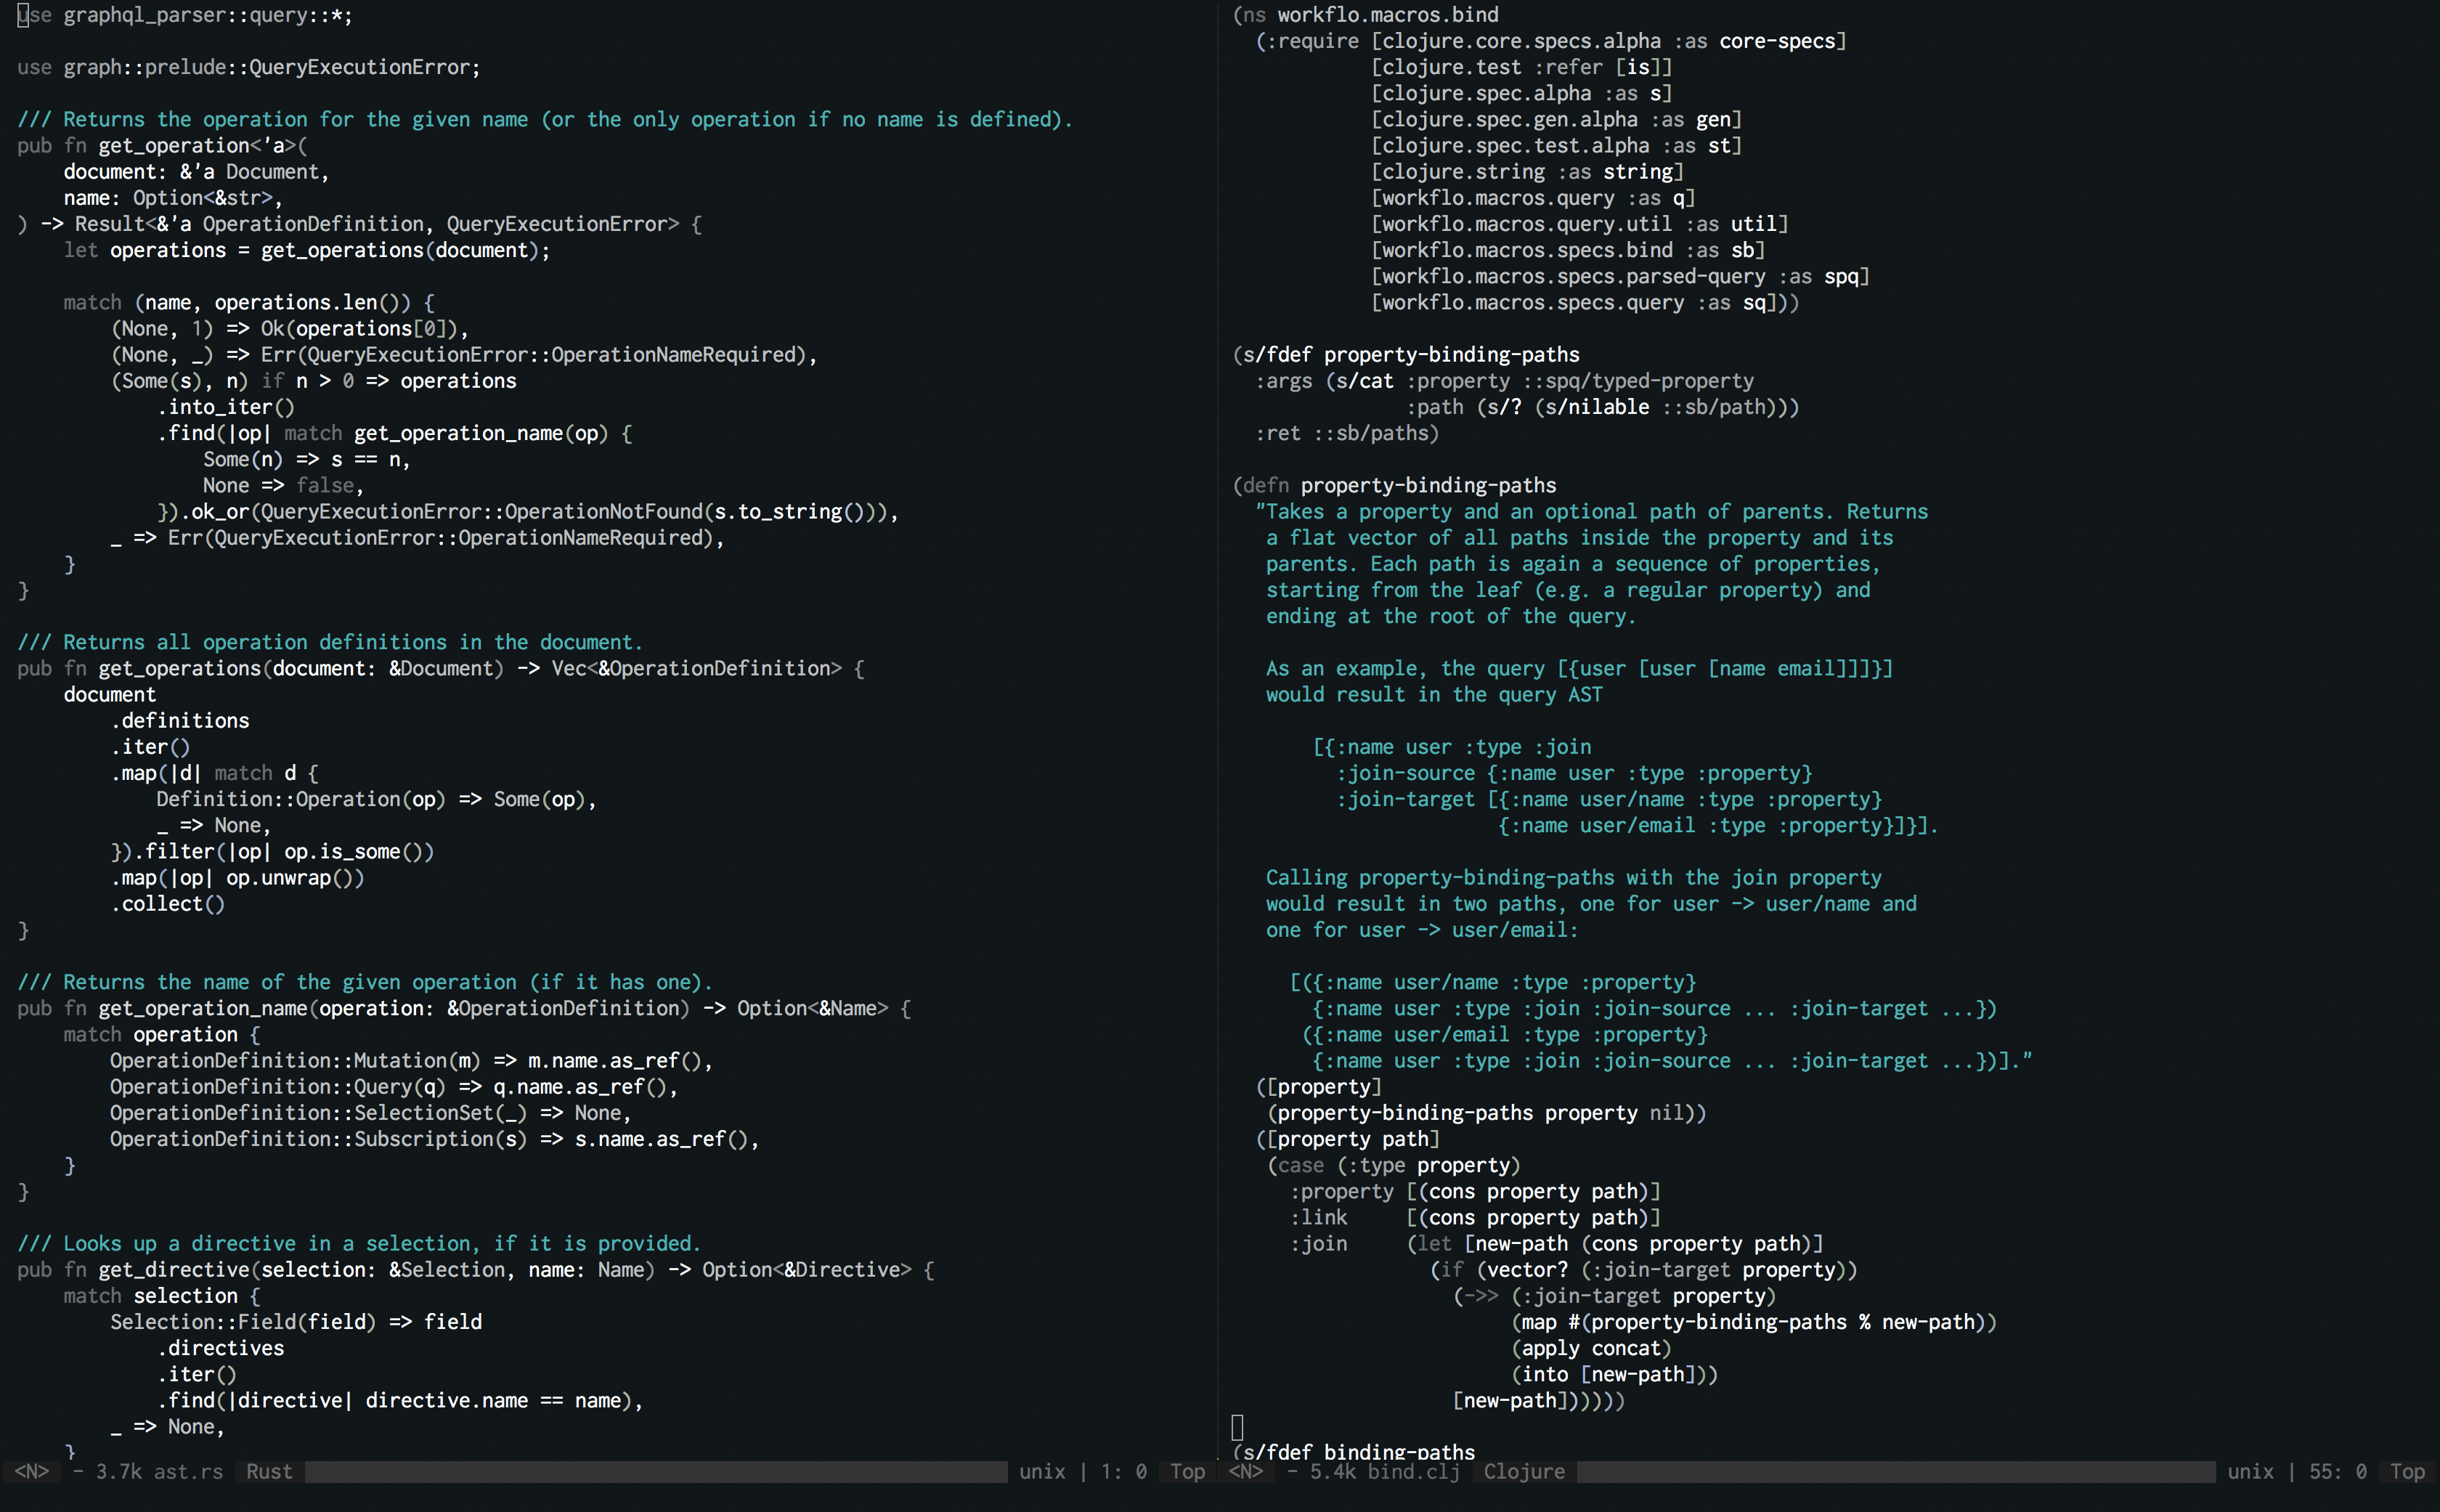 use graphql_parser::query::*;

use graph::prelude::QueryExecutionError;

/// Returns the operation for the given name (or the only operation if no name is defined).
pub fn get_operation<'a>(
    document: &'a Document,
    name: Option<&str>,
) -> Result<&'a OperationDefinition, QueryExecutionError> {
    let operations = get_operations(document);

    match (name, operations.len()) {
        (None, 1) => Ok(operations[0]),
        (None, _) => Err(QueryExecutionError::OperationNameRequired),
        (Some(s), n) if n > 0 => operations
            .into_iter()
            .find(|op| match get_operation_name(op) {
                Some(n) => s == n,
                None => false,
            }).ok_or(QueryExecutionError::OperationNotFound(s.to_string())),
        _ => Err(QueryExecutionError::OperationNameRequired),
    }
}

/// Returns all operation definitions in the document.
pub fn get_operations(document: &Document) -> Vec<&OperationDefinition> {
    document
        .definitions
        .iter()
        .map(|d| match d {
            Definition::Operation(op) => Some(op),
            _ => None,
        }).filter(|op| op.is_some())
        .map(|op| op.unwrap())
        .collect()
}

/// Returns the name of the given operation (if it has one).
pub fn get_operation_name(operation: &OperationDefinition) -> Option<&Name> {
    match operation {
        OperationDefinition::Mutation(m) => m.name.as_ref(),
        OperationDefinition::Query(q) => q.name.as_ref(),
        OperationDefinition::SelectionSet(_) => None,
        OperationDefinition::Subscription(s) => s.name.as_ref(),
    }
}

/// Looks up a directive in a selection, if it is provided.
pub fn get_directive(selection: &Selection, name: Name) -> Option<&Directive> {
    match selection {
        Selection::Field(field) => field
            .directives
            .iter()
            .find(|directive| directive.name == name),
        _ => None,
    }
<N> - 3.7k ast.rs Rust unix | 1: 0 Top
(ns workflo.macros.bind
  (:require [clojure.core.specs.alpha :as core-specs]
            [clojure.test :refer [is]]
            [clojure.spec.alpha :as s]
            [clojure.spec.gen.alpha :as gen]
            [clojure.spec.test.alpha :as st]
            [clojure.string :as string]
            [workflo.macros.query :as q]
            [workflo.macros.query.util :as util]
            [workflo.macros.specs.bind :as sb]
            [workflo.macros.specs.parsed-query :as spq]
            [workflo.macros.specs.query :as sq]))

(s/fdef property-binding-paths
  :args (s/cat :property ::spq/typed-property
               :path (s/? (s/nilable ::sb/path)))
  :ret ::sb/paths)

(defn property-binding-paths
  "Takes a property and an optional path of parents. Returns
   a flat vector of all paths inside the property and its
   parents. Each path is again a sequence of properties,
   starting from the leaf (e.g. a regular property) and
   ending at the root of the query.

   As an example, the query [{user [user [name email]]]}]
   would result in the query AST

       [{:name user :type :join
         :join-source {:name user :type :property}
         :join-target [{:name user/name :type :property}
                       {:name user/email :type :property}]}].

   Calling property-binding-paths with the join property
   would result in two paths, one for user -> user/name and
   one for user -> user/email:

     [({:name user/name :type :property}
       {:name user :type :join :join-source ... :join-target ...})
      ({:name user/email :type :property}
       {:name user :type :join :join-source ... :join-target ...})]."
  ([property]
   (property-binding-paths property nil))
  ([property path]
   (case (:type property)
     :property [(cons property path)]
     :link     [(cons property path)]
     :join     (let [new-path (cons property path)]
                 (if (vector? (:join-target property))
                   (->> (:join-target property)
                        (map #(property-binding-paths % new-path))
                        (apply concat)
                        (into [new-path]))
                   [new-path])))))

(s/fdef binding-paths
<N> - 5.4k bind.clj Clojure unix | 55: 0 Top